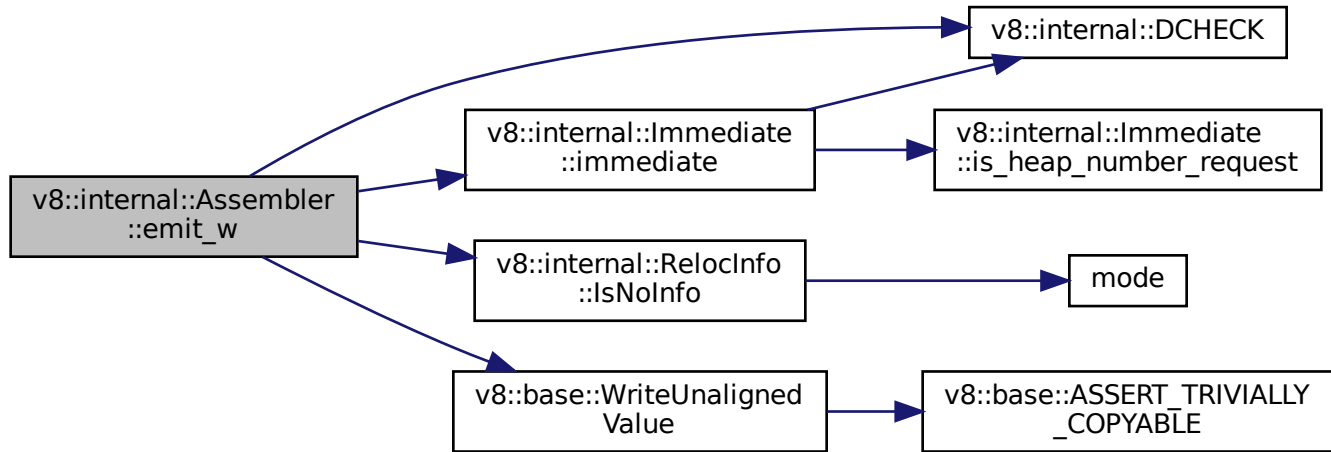 v8::internal::DCHECK
v8::internal::Immediate
::immediate
v8::internal::Immediate
::is_heap_number_request
v8::internal::Assembler
::emit_w
v8::internal::RelocInfo
::IsNoInfo
mode
v8::base::WriteUnaligned
Value
v8::base::ASSERT_TRIVIALLY
_COPYABLE